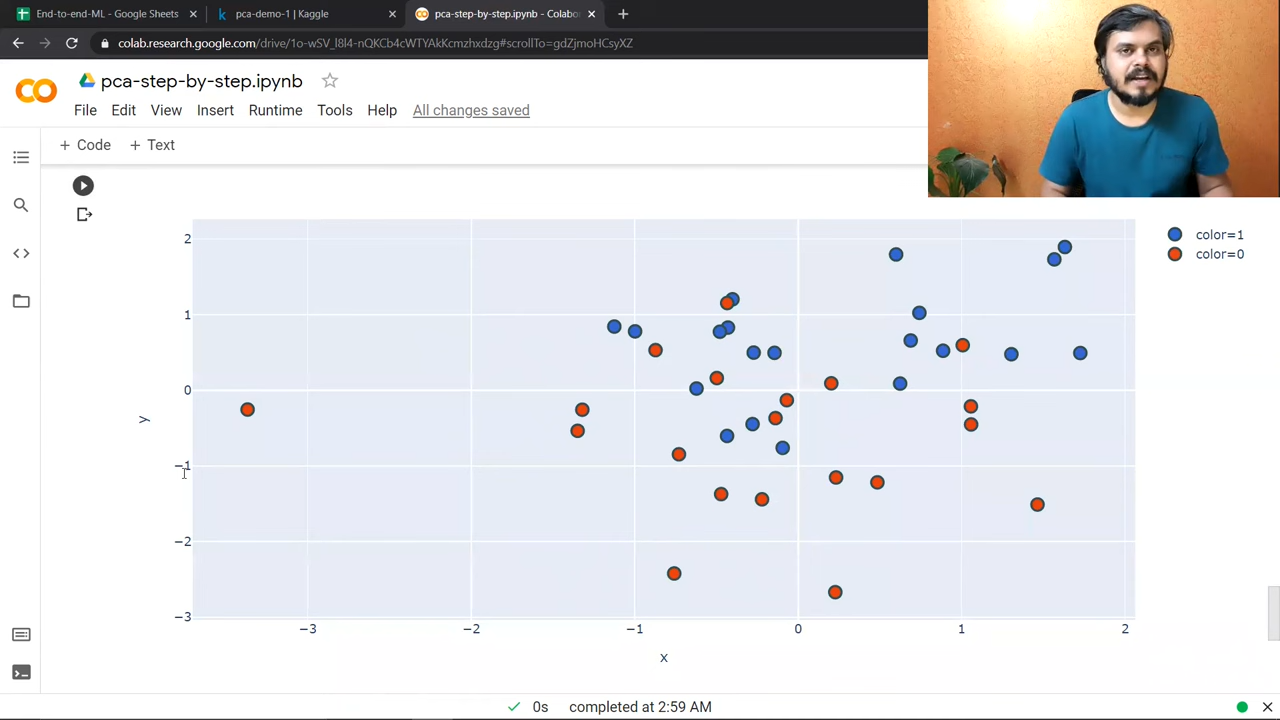 End-to-end-ML - Google Sheets
pca-demo-1 | Kaggle
pca-step-by-step.ipynb - Colabo
colab.research.google.com/drive/1o-wSV_l8l4-nQKCb4cWTYAkKcmzhxdzg#scrollTo=gdZjmoHCsyXZ
pca-step-by-step.ipynb
File Edit View Insert Runtime Tools Help All changes saved
+ Code + Text
color=1
color=0
2
1
0
−1
−2
−3
y
−3 −2 −1 0 1 2
x
0s completed at 2:59 AM